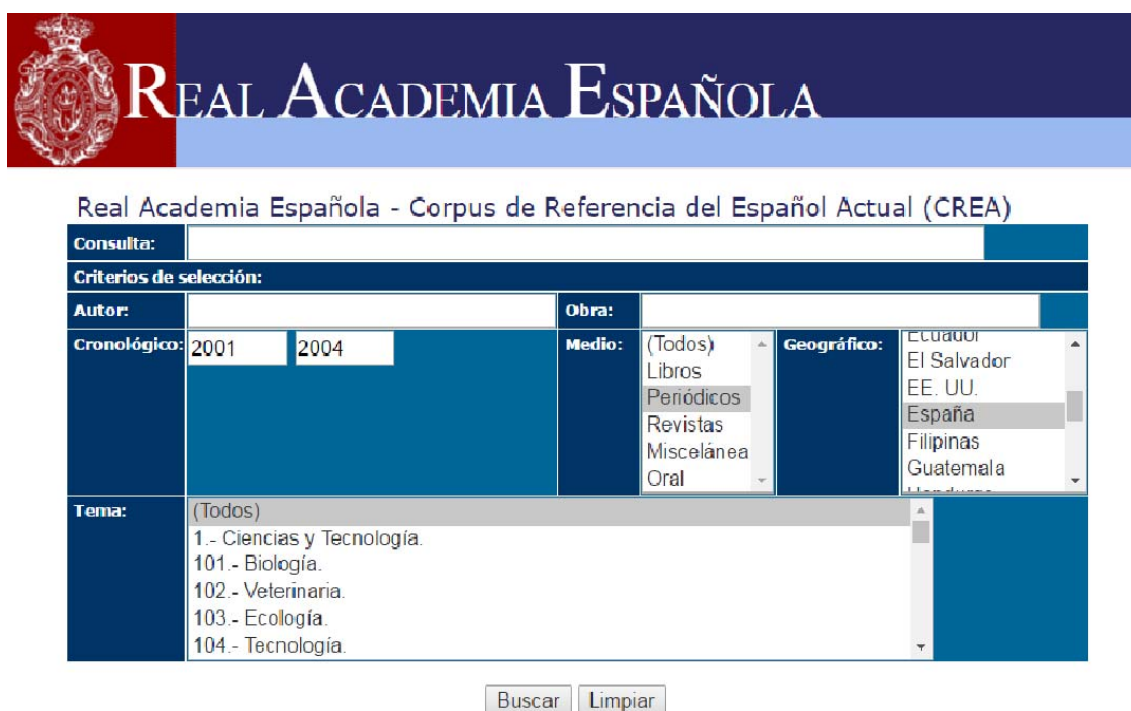 REAL ACADEMIA ESPAÑOLA
Real Academia Española - Corpus de Referencia del Español Actual (CREA)
Consulta:
Criterios de selección:
Autor: Obra:
Cronológico: 2001 2004 Medio: (Todos) Geográfico: Ecuador
Libros El Salvador
Periódicos EE. UU.
Revistas España
Miscelánea Filipinas
Oral Guatemala
Honduras
Tema: (Todos)
1.- Ciencias y Tecnología.
101.- Biología.
102.- Veterinaria.
103.- Ecología.
104.- Tecnología.
Buscar Limpiar